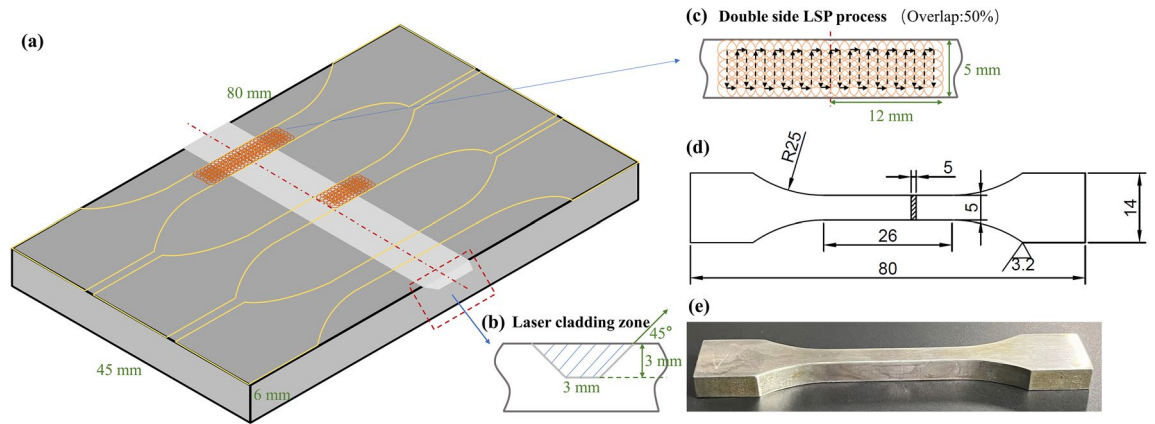 (a)
80 mm
45 mm
6 mm
(b) Laser cladding zone
45°
3 mm
3 mm
(c) Double side LSP process (Overlap:50%)
5 mm
12 mm
(d)
R25
5
5
14
26
3.2
80
(e)